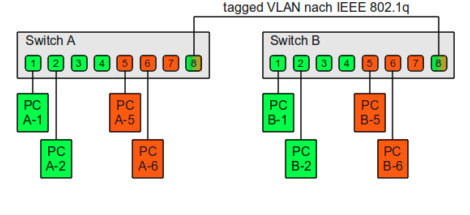 tagged VLAN nach IEEE 802.1q
Switch A
1 2 3 4 5 6 7 8
PC A-1
PC A-5
PC A-2
PC A-6
Switch B
1 2 3 4 5 6 7 8
PC B-1
PC B-5
PC B-2
PC B-6